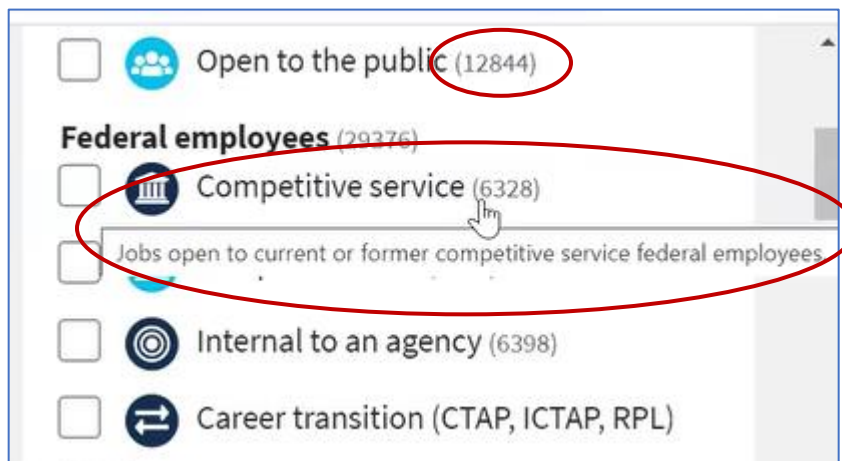 Open to the public (12844)
Federal employees (29376)
Competitive service (6328)
Jobs open to current or former competitive service federal employees
Internal to an agency (6398)
Career transition (CTAP, ICTAP, RPL)